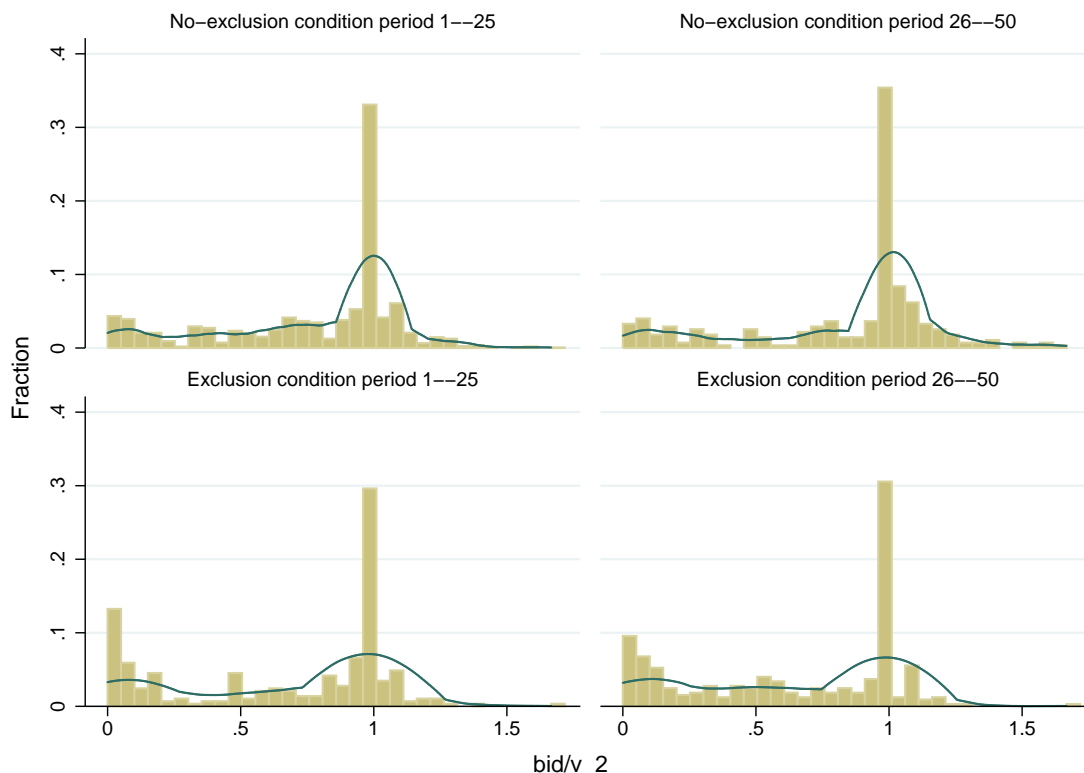 No−exclusion condition period 1−−25
No−exclusion condition period 26−−50
.4
.3
.2
.1
0
Exclusion condition period 1−−25
Exclusion condition period 26−−50
.4
.3
.2
.1
0
Fraction
0 .5 1 1.5
0 .5 1 1.5
bid/v_2